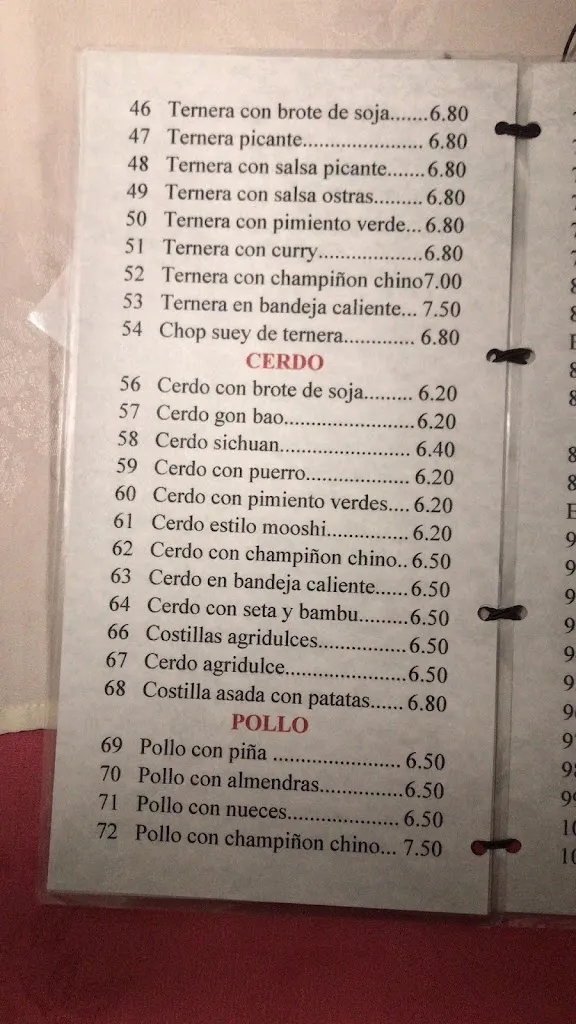 46 Ternera con brote de soja.......6.80
47 Ternera picante...................... 6.80
48 Ternera con salsa picante.......6.80
49 Ternera con salsa ostras.........6.80
50 Ternera con pimiento verde... 6.80
51 Ternera con curry...................6.80
52 Ternera con champiñon chino7.00
53 Ternera en bandeja caliente... 7.50
54 Chop suey de ternera............. 6.80
CERDO
56 Cerdo con brote de soja......... 6.20
57 Cerdo gon bao........................6.20
58 Cerdo sichuan........................ 6.40
59 Cerdo con puerro................... 6.20
60 Cerdo con pimiento verdes.... 6.20
61 Cerdo estilo mooshi............... 6.20
62 Cerdo con champiñon chino.. 6.50
63 Cerdo en bandeja caliente......6.50
64 Cerdo con seta y bambu.........6.50
66 Costillas agridulces................6.50
67 Cerdo agridulce......................6.50
68 Costilla asada con patatas...... 6.80
POLLO
69 Pollo con piña ....................... 6.50
70 Pollo con almendras...............6.50
71 Pollo con nueces.................... 6.50
72 Pollo con champiñon chino... 7.50